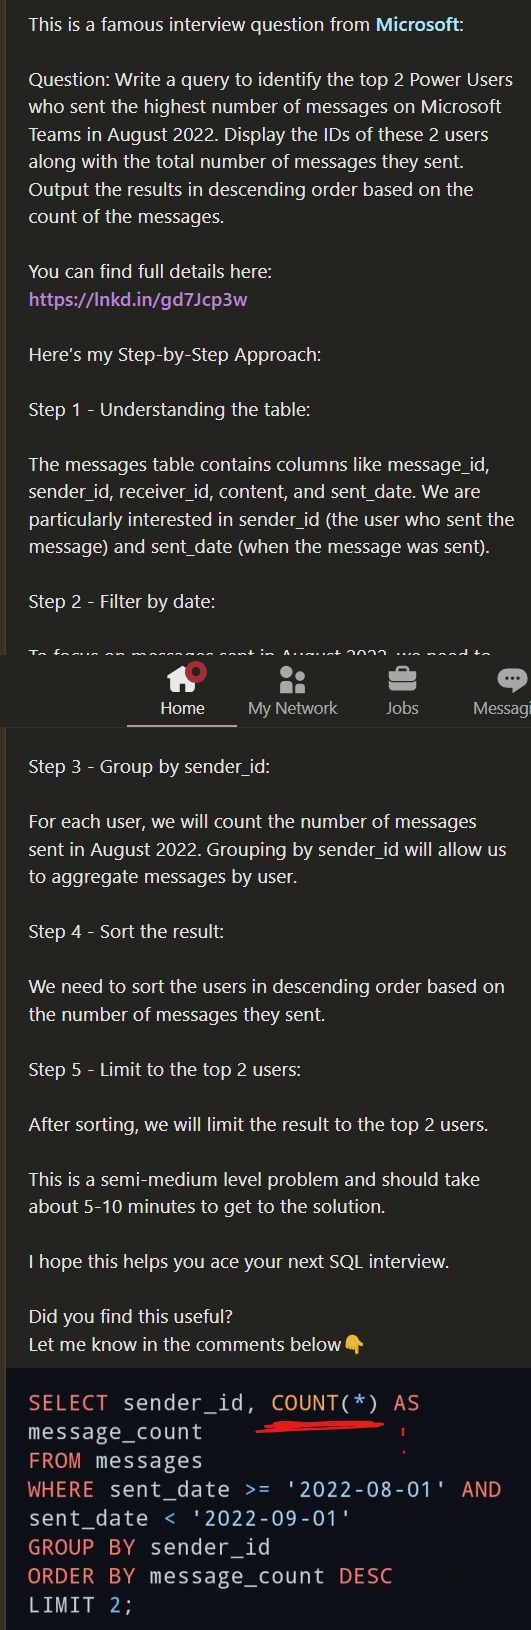 This is a famous interview question from Microsoft:
Question: Write a query to identify the top 2 Power Users
who sent the highest number of messages on Microsoft
Teams in August 2022. Display the IDs of these 2 users
along with the total number of messages they sent.
Output the results in descending order based on the
count of the messages.
You can find full details here:
https://lnkd.in/gd7Jcp3w
Here's my Step-by-Step Approach:
Step 1 - Understanding the table:
The messages table contains columns like message_id,
sender_id, receiver_id, content, and sent_date. We are
particularly interested in sender_id (the user who sent the
message) and sent_date (when the message was sent).
Step 2 - Filter by date:
To focus on messages sent in August 2022, we need to
Home My Network Jobs Messagi
Step 3 - Group by sender_id:
For each user, we will count the number of messages
sent in August 2022. Grouping by sender_id will allow us
to aggregate messages by user.
Step 4 - Sort the result:
We need to sort the users in descending order based on
the number of messages they sent.
Step 5 - Limit to the top 2 users:
After sorting, we will limit the result to the top 2 users.
This is a semi-medium level problem and should take
about 5-10 minutes to get to the solution.
I hope this helps you ace your next SQL interview.
Did you find this useful?
Let me know in the comments below👇
SELECT sender_id, COUNT(*) AS
message_count
FROM messages
WHERE sent_date >= '2022-08-01' AND
sent_date < '2022-09-01'
GROUP BY sender_id
ORDER BY message_count DESC
LIMIT 2;